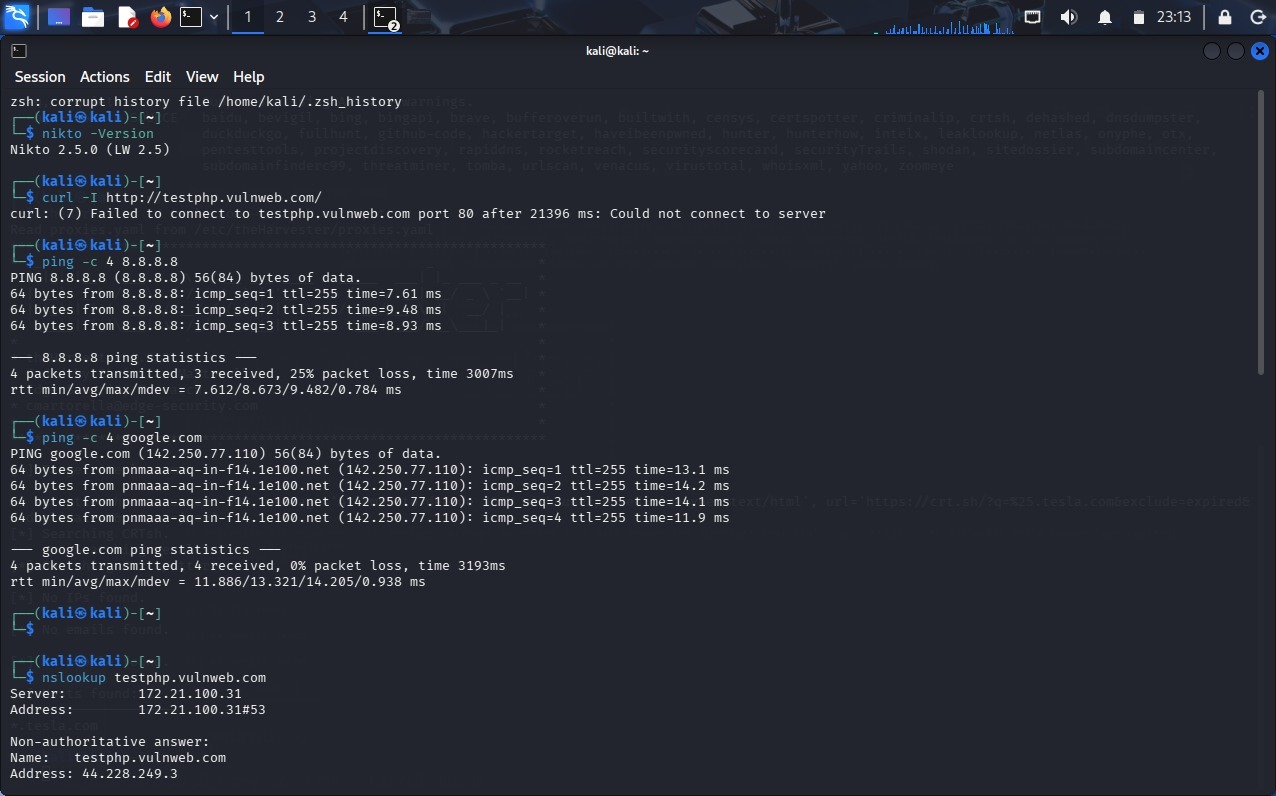 1 2 3 4 2 23:13
kali@kali: ~
Session Actions Edit View Help
zsh: corrupt history file /home/kali/.zsh_history
┌──(kali㉿kali)-[~]
└─$ nikto -Version
Nikto 2.5.0 (LW 2.5)
┌──(kali㉿kali)-[~]
└─$ curl -I http://testphp.vulnweb.com/
curl: (7) Failed to connect to testphp.vulnweb.com port 80 after 21396 ms: Could not connect to server
┌──(kali㉿kali)-[~]
└─$ ping -c 4 8.8.8.8
PING 8.8.8.8 (8.8.8.8) 56(84) bytes of data.
64 bytes from 8.8.8.8: icmp_seq=1 ttl=255 time=7.61 ms
64 bytes from 8.8.8.8: icmp_seq=2 ttl=255 time=9.48 ms
64 bytes from 8.8.8.8: icmp_seq=3 ttl=255 time=8.93 ms
--- 8.8.8.8 ping statistics ---
4 packets transmitted, 3 received, 25% packet loss, time 3007ms
rtt min/avg/max/mdev = 7.612/8.673/9.482/0.784 ms
┌──(kali㉿kali)-[~]
└─$ ping -c 4 google.com
PING google.com (142.250.77.110) 56(84) bytes of data.
64 bytes from pnmaaa-aq-in-f14.1e100.net (142.250.77.110): icmp_seq=1 ttl=255 time=13.1 ms
64 bytes from pnmaaa-aq-in-f14.1e100.net (142.250.77.110): icmp_seq=2 ttl=255 time=14.2 ms
64 bytes from pnmaaa-aq-in-f14.1e100.net (142.250.77.110): icmp_seq=3 ttl=255 time=14.1 ms
64 bytes from pnmaaa-aq-in-f14.1e100.net (142.250.77.110): icmp_seq=4 ttl=255 time=11.9 ms
--- google.com ping statistics ---
4 packets transmitted, 4 received, 0% packet loss, time 3193ms
rtt min/avg/max/mdev = 11.886/13.321/14.205/0.938 ms
┌──(kali㉿kali)-[~]
└─$
┌──(kali㉿kali)-[~]
└─$ nslookup testphp.vulnweb.com
Server: 172.21.100.31
Address: 172.21.100.31#53
Non-authoritative answer:
Name: testphp.vulnweb.com
Address: 44.228.249.3